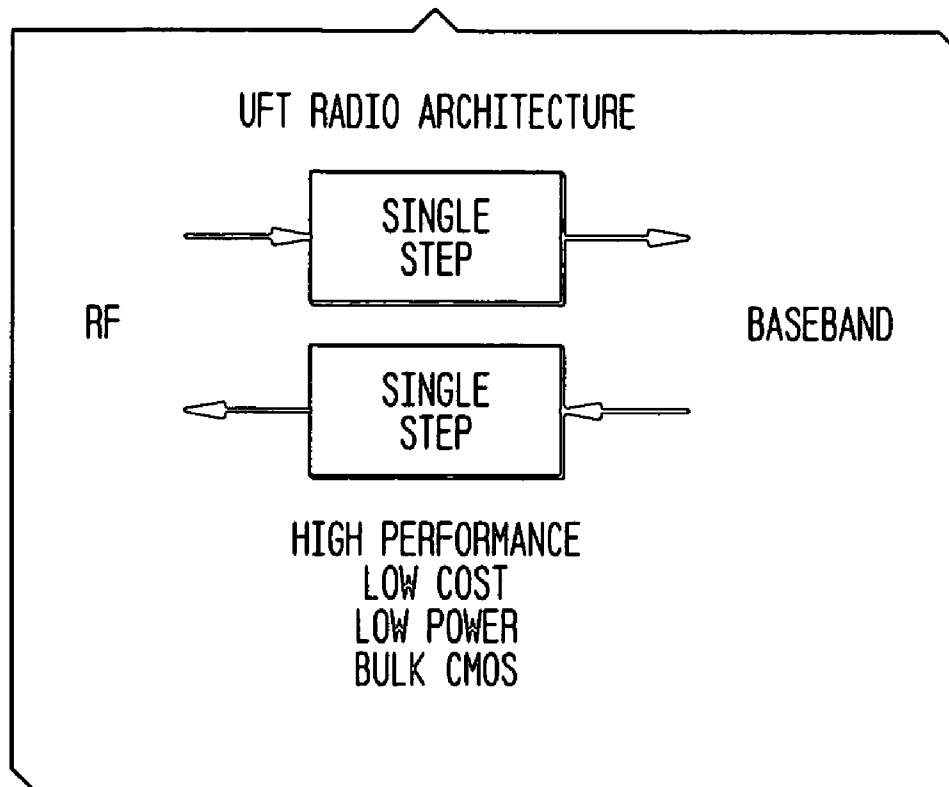 UFT RADIO ARCHITECTURE
SINGLE
STEP
RF
BASEBAND
SINGLE
STEP
HIGH PERFORMANCE
LOW COST
LOW POWER
BULK CMOS